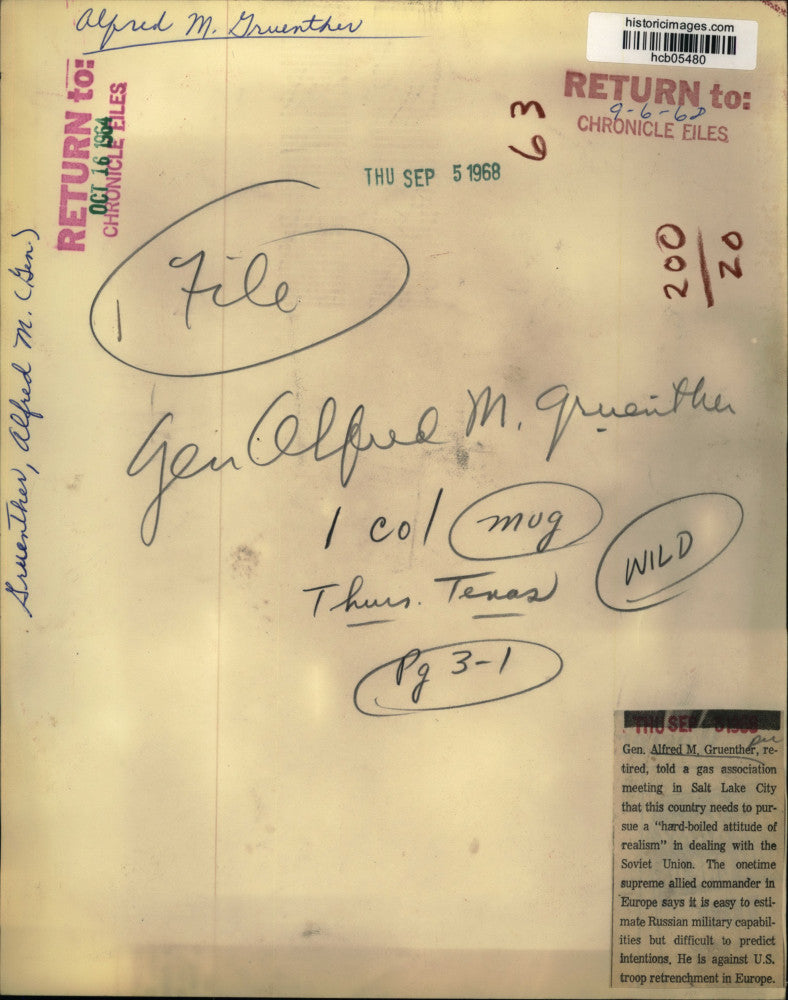 Alfred M. Gruenther
historicimages.com
hcb05480
RETURN to:
OCT 16 1964
CHRONICLE FILES
RETURN to:
9-6-68
CHRONICLE FILES
63
THU SEP 5 1968
200/20
File
Gruenther, Alfred M. (Gen.)
Gen Alfred M. Gruenther
1 col mug
WILD
Thurs. Texas
Pg 3-1
THU SEP 5 1968
Gen. Alfred M. Gruenther, re-
tired, told a gas association
meeting in Salt Lake City
that this country needs to pur-
sue a "hard-boiled attitude of
realism" in dealing with the
Soviet Union. The onetime
supreme allied commander in
Europe says it is easy to esti-
mate Russian military capabil-
ities but difficult to predict
intentions. He is against U.S.
troop retrenchment in Europe.